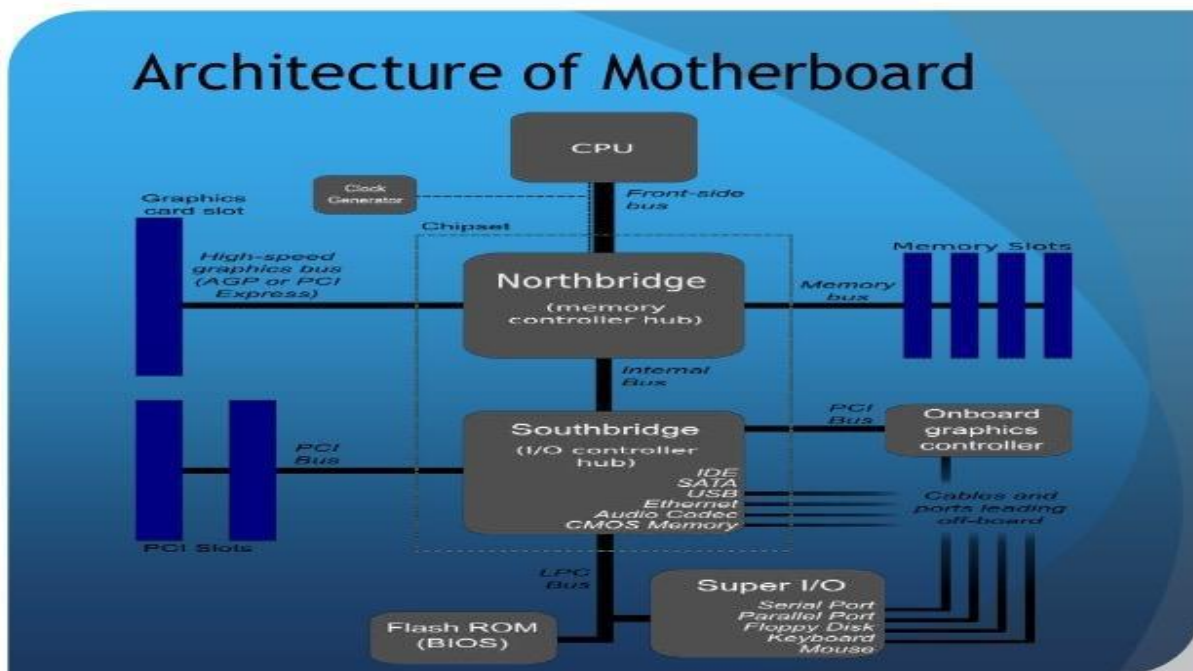 Architecture of Motherboard
CPU
Clock
Generator
Front-side
bus
Graphics
card slot
Chipset
High-speed
graphics bus
(AGP or PCI
Express)
Northbridge
(memory
controller hub)
Memory
bus
Memory Slots
Internal
Bus
Southbridge
(I/O controller
hub)
PCI
Bus
Onboard
graphics
controller
PCI
Bus
IDE
SATA
USB
Ethernet
Audio Codec
CMOS Memory
Cables and
ports leading
off-board
PCI Slots
LPC
Bus
Super I/O
Serial Port
Parallel Port
Floppy Disk
Keyboard
Mouse
Flash ROM
(BIOS)